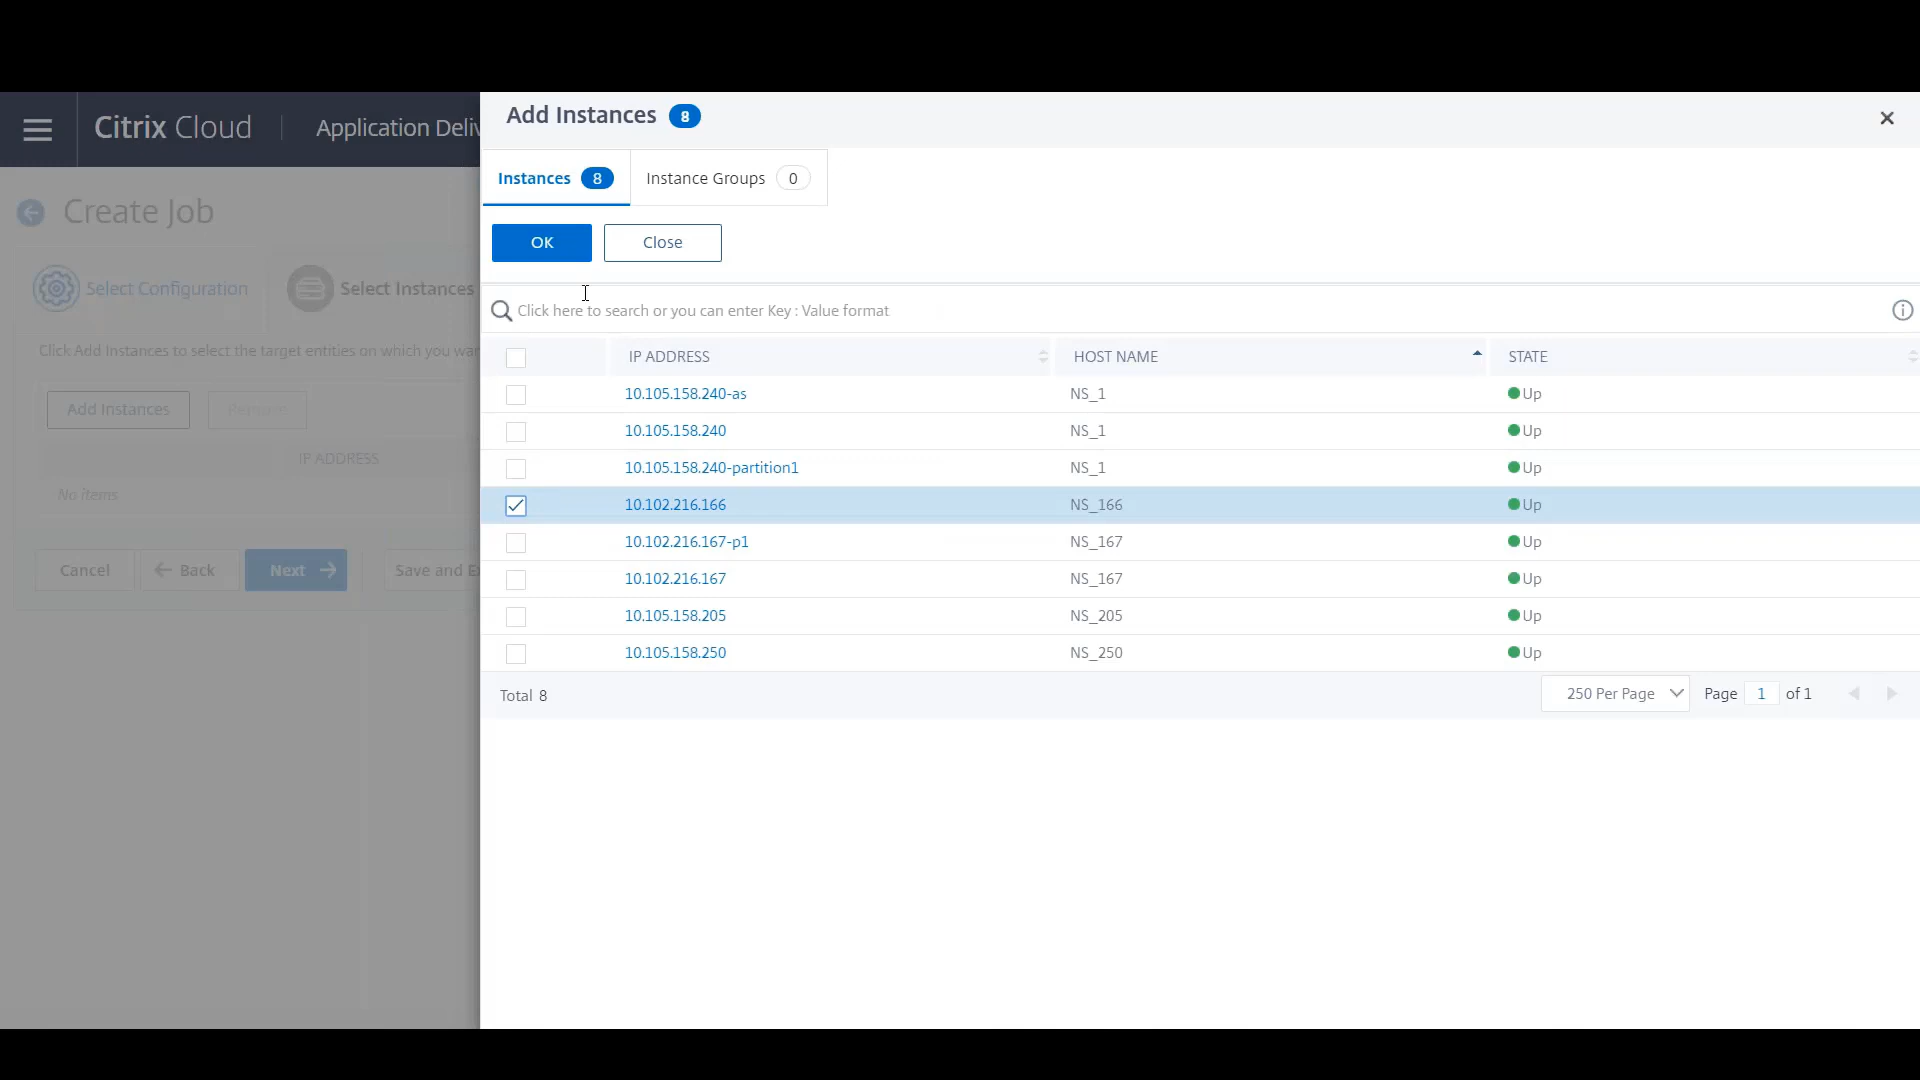 Citrix Cloud
Application Deliv
Create Job
Select Configuration
Select Instances
Click Add Instances to select the target entities on which you wan
Add Instances
Remove
IP ADDRESS
No items
Cancel
Back
Next
Save and Ex
Add Instances 8
Instances 8
Instance Groups 0
OK
Close
Click here to search or you can enter Key : Value format
IP ADDRESS HOST NAME STATE
10.105.158.240-as NS_1 Up
10.105.158.240 NS_1 Up
10.105.158.240-partition1 NS_1 Up
10.102.216.166 NS_166 Up
10.102.216.167-p1 NS_167 Up
10.102.216.167 NS_167 Up
10.105.158.205 NS_205 Up
10.105.158.250 NS_250 Up
Total 8
250 Per Page
Page 1 of 1